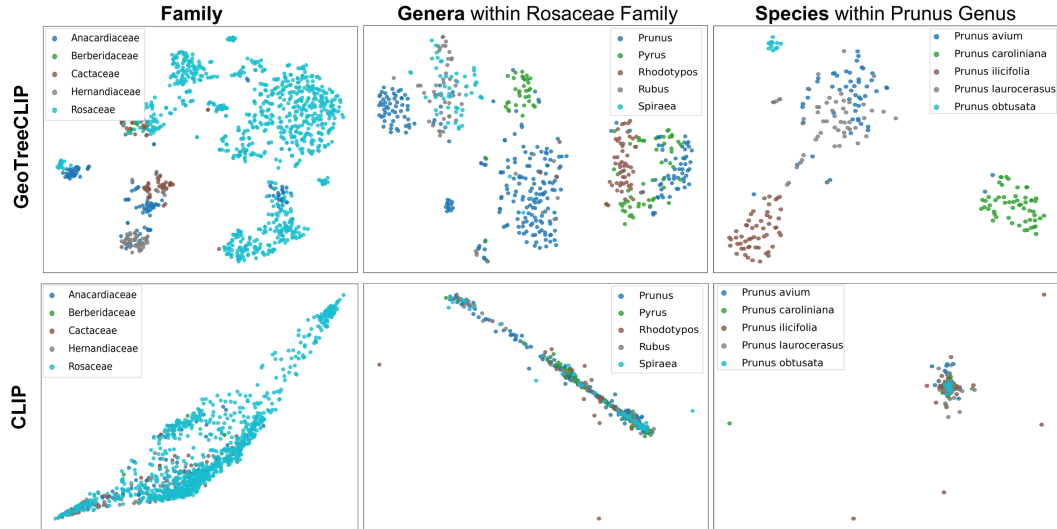 Family
Genera within Rosaceae Family
Species within Prunus Genus
GeoTreeCLIP
Anacardiaceae
Berberidaceae
Cactaceae
Hernandiaceae
Rosaceae
Prunus
Pyrus
Rhodotypos
Rubus
Spiraea
Prunus avium
Prunus caroliniana
Prunus ilicifolia
Prunus laurocerasus
Prunus obtusata
CLIP
Anacardiaceae
Berberidaceae
Cactaceae
Hernandiaceae
Rosaceae
Prunus
Pyrus
Rhodotypos
Rubus
Spiraea
Prunus avium
Prunus caroliniana
Prunus ilicifolia
Prunus laurocerasus
Prunus obtusata